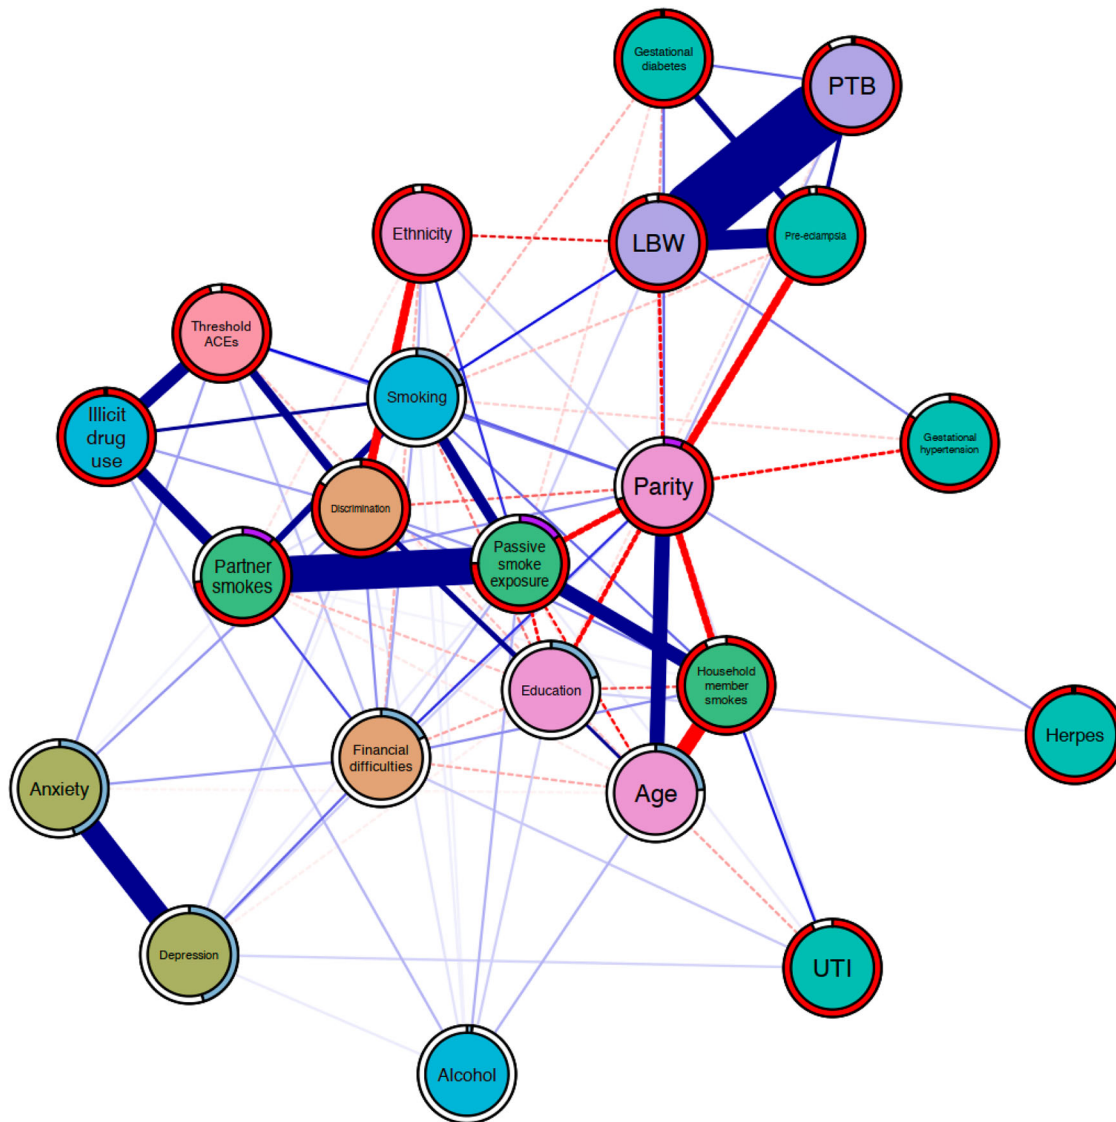 Gestational
diabetes
PTB
Ethnicity
LBW
Pre-eclampsia
Threshold
ACEs
Smoking
Illicit
drug
use
Gestational
hypertension
Parity
Discrimination
Partner
smokes
Passive
smoke
exposure
Education
Household
member
smokes
Herpes
Financial
difficulties
Anxiety
Age
Depression
UTI
Alcohol